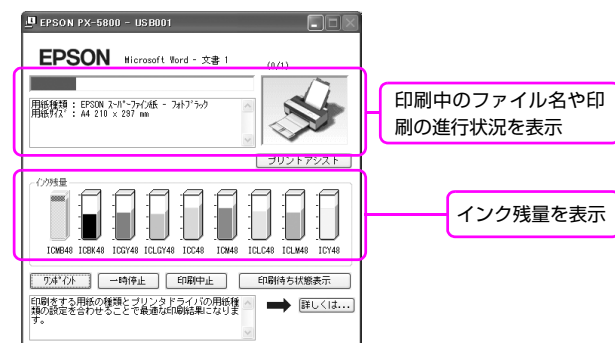 EPSON PX-5800 - USB001
EPSON Microsoft Word - 文書 1 (0/1)
用紙種類 : EPSON スーパーファイン紙 - フォトブラック
用紙サイズ : A4 210 x 297 mm
プリントアシスト
印刷中のファイル名や印
刷の進行状況を表示
インク残量
ICMB48 ICBK48 ICGY48 ICLGY48 ICC48 ICM48 ICLC48 ICLM48 ICY48
インク残量を表示
ワンポイント 一時停止 印刷中止 印刷待ち状態表示
印刷をする用紙の種類とプリンタドライバの用紙種
類の設定を合わせることで最適な印刷結果になりま
す。
詳しくは...